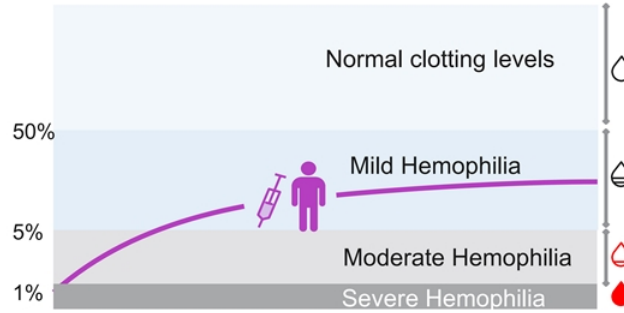 Normal clotting levels
50%
Mild Hemophilia
5%
Moderate Hemophilia
1%
Severe Hemophilia